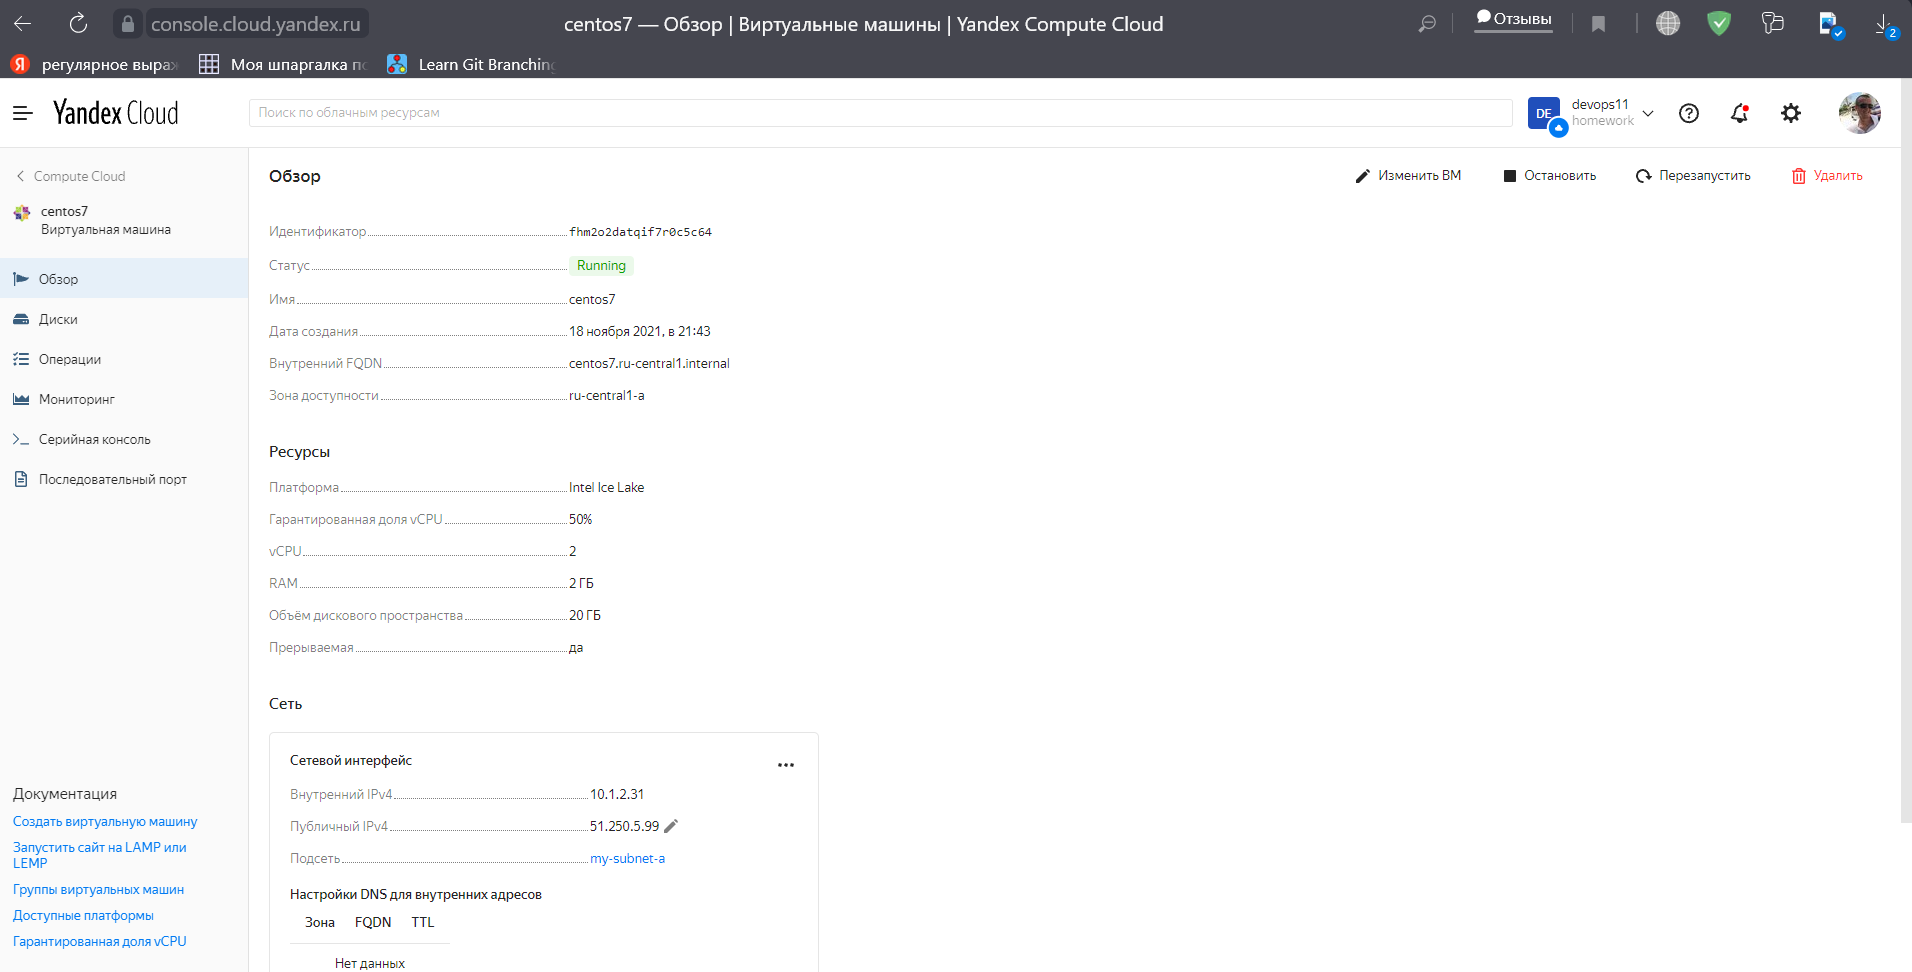 console.cloud.yandex.ru
centos7 — Обзор | Виртуальные машины | Yandex Compute Cloud
Отзывы
2
Я регулярное выраж
Моя шпаргалка по
Learn Git Branching
Yandex Cloud
Поиск по облачным ресурсам
DE
devops11
homework
Compute Cloud
centos7
Виртуальная машина
Обзор
Диски
Операции
Мониторинг
Серийная консоль
Последовательный порт
Документация
Создать виртуальную машину
Запустить сайт на LAMP или
LEMP
Группы виртуальных машин
Доступные платформы
Гарантированная доля vCPU
Обзор
Изменить ВМ
Остановить
Перезапустить
Удалить
Идентификатор fhm2o2datqif7r0c5c64
Статус Running
Имя centos7
Дата создания 18 ноября 2021, в 21:43
Внутренний FQDN centos7.ru-central1.internal
Зона доступности ru-central1-a
Ресурсы
Платформа Intel Ice Lake
Гарантированная доля vCPU 50%
vCPU 2
RAM 2 ГБ
Объём дискового пространства 20 ГБ
Прерываемая да
Сеть
Сетевой интерфейс
Внутренний IPv4 10.1.2.31
Публичный IPv4 51.250.5.99
Подсеть my-subnet-a
Настройки DNS для внутренних адресов
Зона FQDN TTL
Нет данных